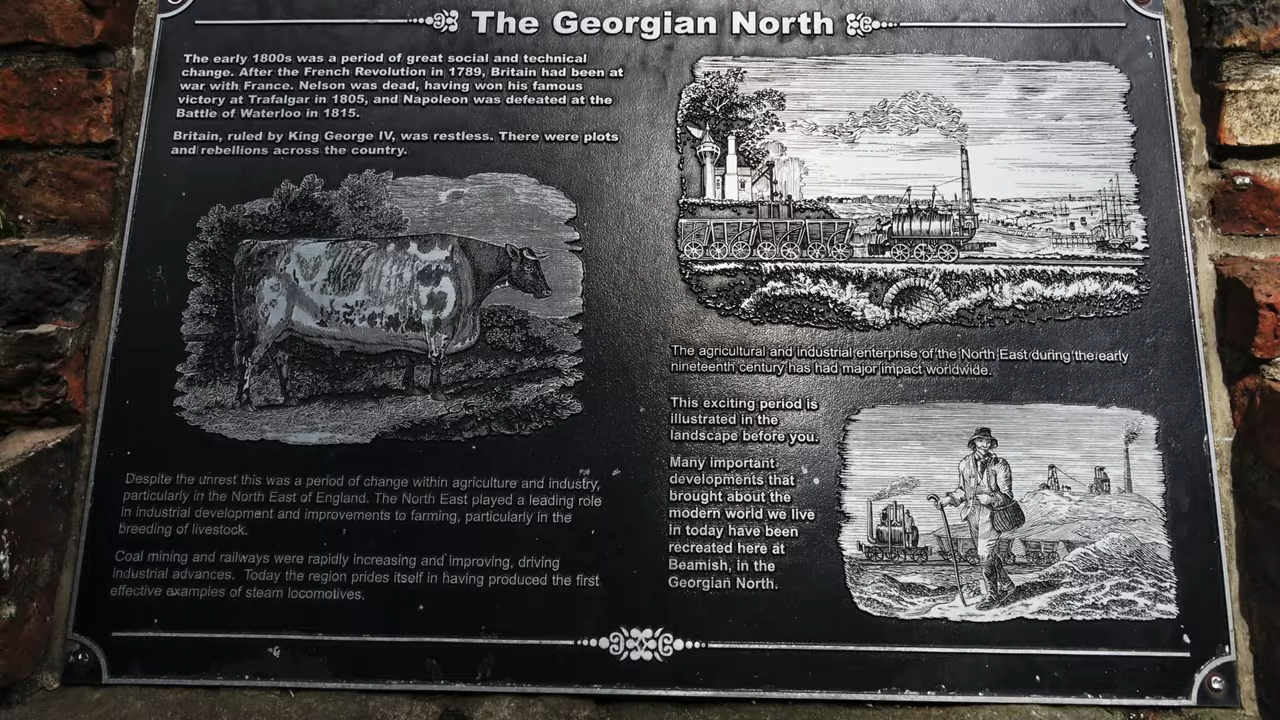 The Georgian North
The early 1800s was a period of great social and technical
change. After the French Revolution in 1789, Britain had been at
war with France. Nelson was dead, having won his famous
victory at Trafalgar in 1805, and Napoleon was defeated at the
Battle of Waterloo in 1815.
Britain, ruled by King George IV, was restless. There were plots
and rebellions across the country.
Despite the unrest this was a period of change within agriculture and industry,
particularly in the North East of England. The North East played a leading role
in industrial development and improvements to farming, particularly in the
breeding of livestock.
Coal mining and railways were rapidly increasing and improving, driving
industrial advances. Today the region prides itself in having produced the first
effective examples of steam locomotives.
The agricultural and industrial enterprise of the North East during the early
nineteenth century has had major impact worldwide.
This exciting period is
illustrated in the
landscape before you.
Many important
developments that
brought about the
modern world we live
in today have been
recreated here at
Beamish, in the
Georgian North.